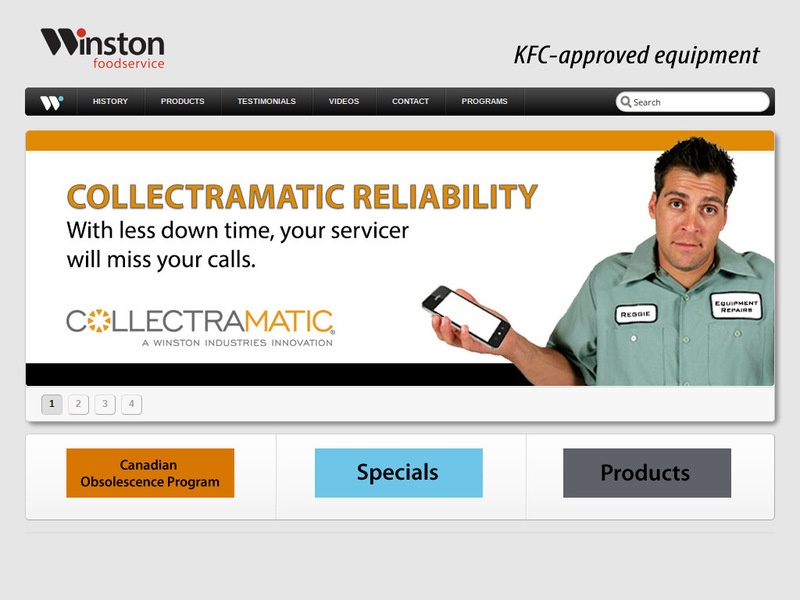 Winston
foodservice
KFC-approved equipment
HISTORY
PRODUCTS
TESTIMONIALS
VIDEOS
CONTACT
PROGRAMS
Search
COLLECTRAMATIC RELIABILITY
With less down time, your servicer
will miss your calls.
COLLECTRAMATIC®
A WINSTON INDUSTRIES INNOVATION
REGGIE
EQUIPMENT
REPAIRS
1
2
3
4
Canadian
Obsolescence Program
Specials
Products